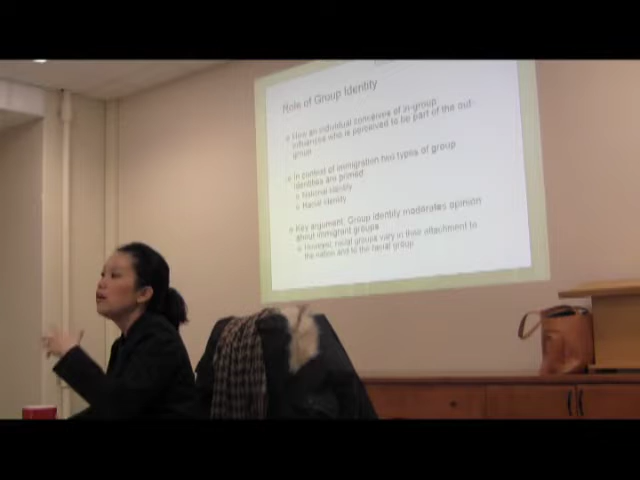 Role of Group Identity
How an individual conceives of in-group
influences who is perceived to be part of the out-
group
In context of immigration two types of group
identities are primed
National identity
Racial identity
Key argument: Group identity moderates opinion
about immigrant groups
However, racial groups vary in their attachment to
the nation and to the racial group